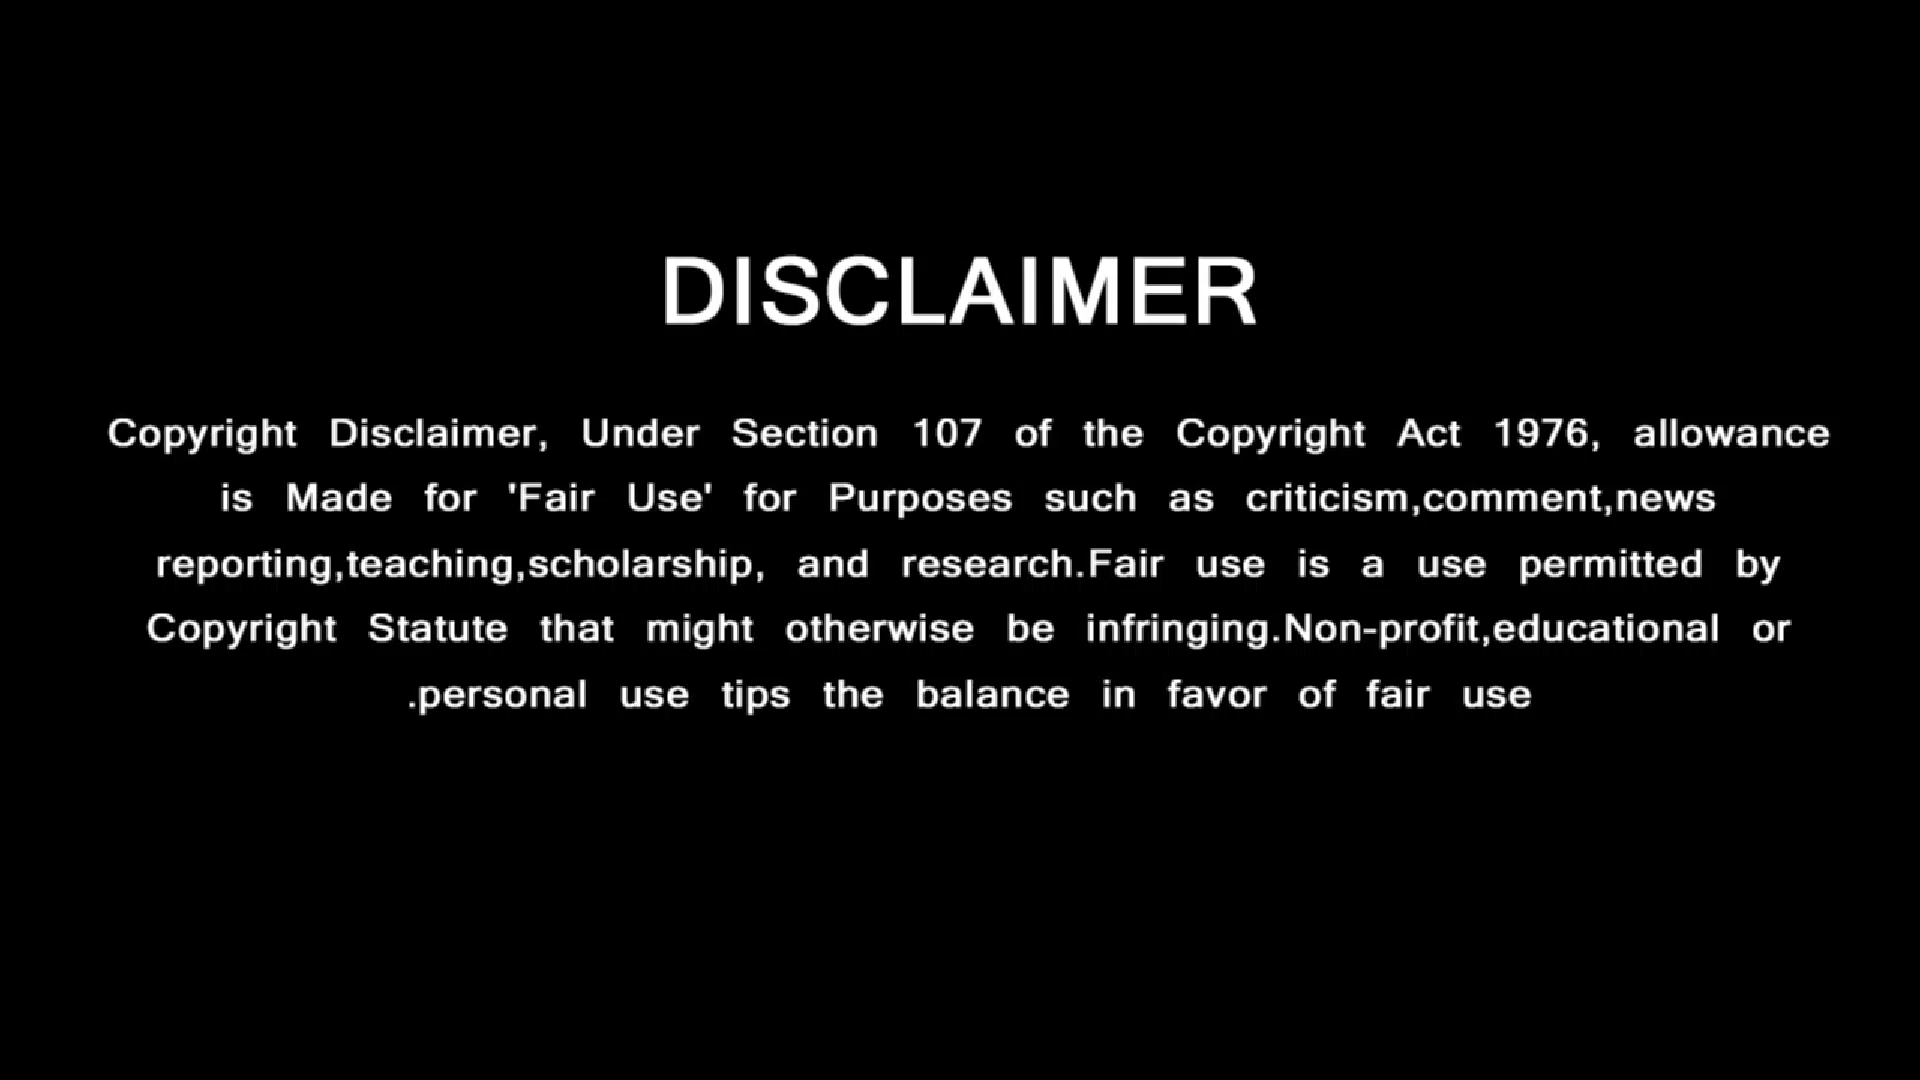 DISCLAIMER
Copyright Disclaimer, Under Section 107 of the Copyright Act 1976, allowance
is Made for 'Fair Use' for Purposes such as criticism,comment,news
reporting,teaching,scholarship, and research.Fair use is a use permitted by
Copyright Statute that might otherwise be infringing.Non-profit,educational or
.personal use tips the balance in favor of fair use